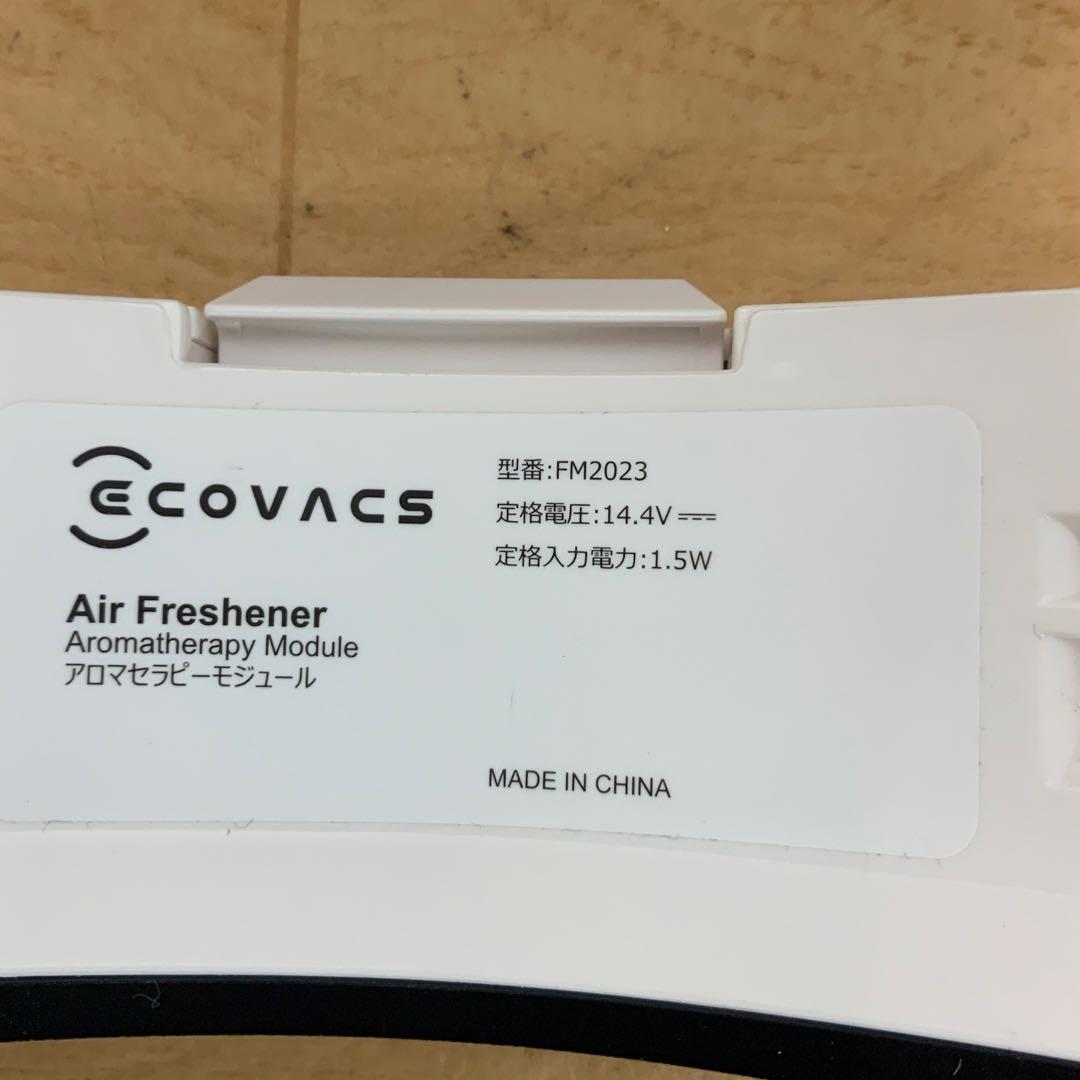 ECOVACS
Air Freshener
Aromatherapy Module
アロマセラピーモジュール
型番:FM2023
定格電圧:14.4V ⎓
定格入力電力:1.5W
MADE IN CHINA